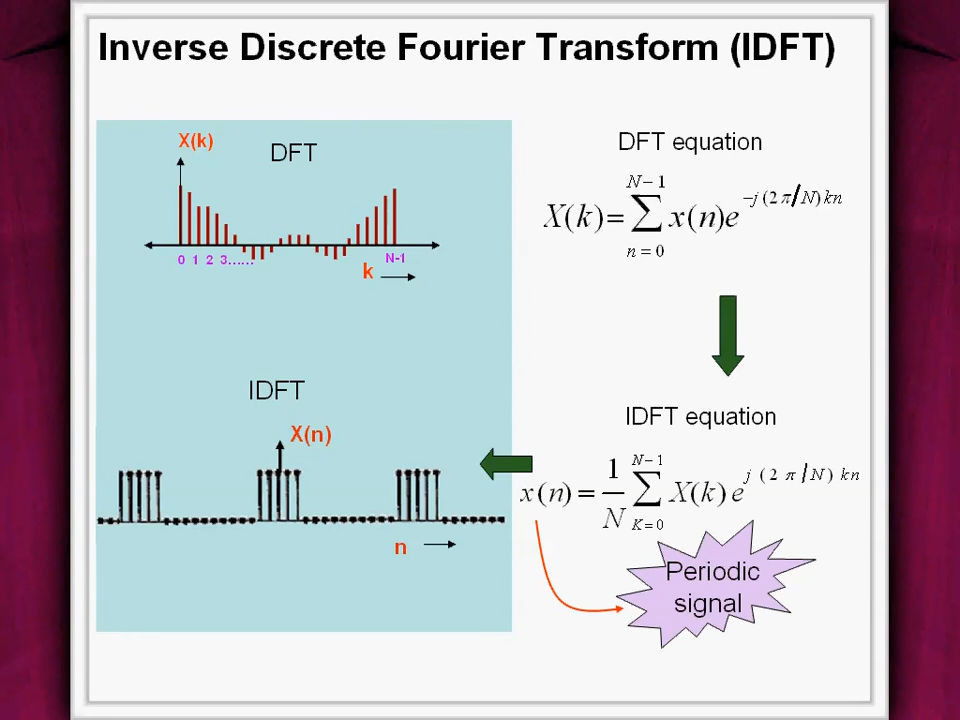 Inverse Discrete Fourier Transform (IDFT)
X(k)
DFT
0 1 2 3......
N-1
k
DFT equation
X(k)=∑x(n)e^{-j(2π/N)kn}
N-1
n=0
IDFT
X(n)
n
IDFT equation
x(n)=1/N ∑X(k)e^{j(2π/N)kn}
N-1
K=0
Periodic
signal